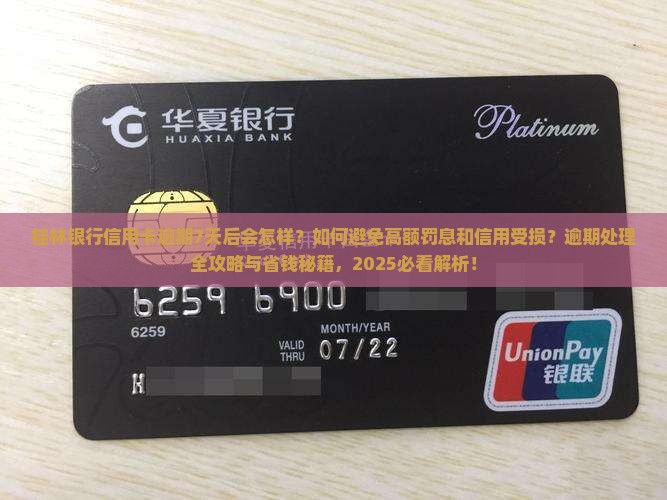 华夏银行
HUAXIA BANK
Platinum
桂林银行信用卡逾期7天后会怎样？如何避免高额罚息和信用受损？逾期处理
全攻略与省钱秘籍，2025必看解析！
6259 6900
6259
MONTH/YEAR
VALID
THRU
07/22
UnionPay
银联
H